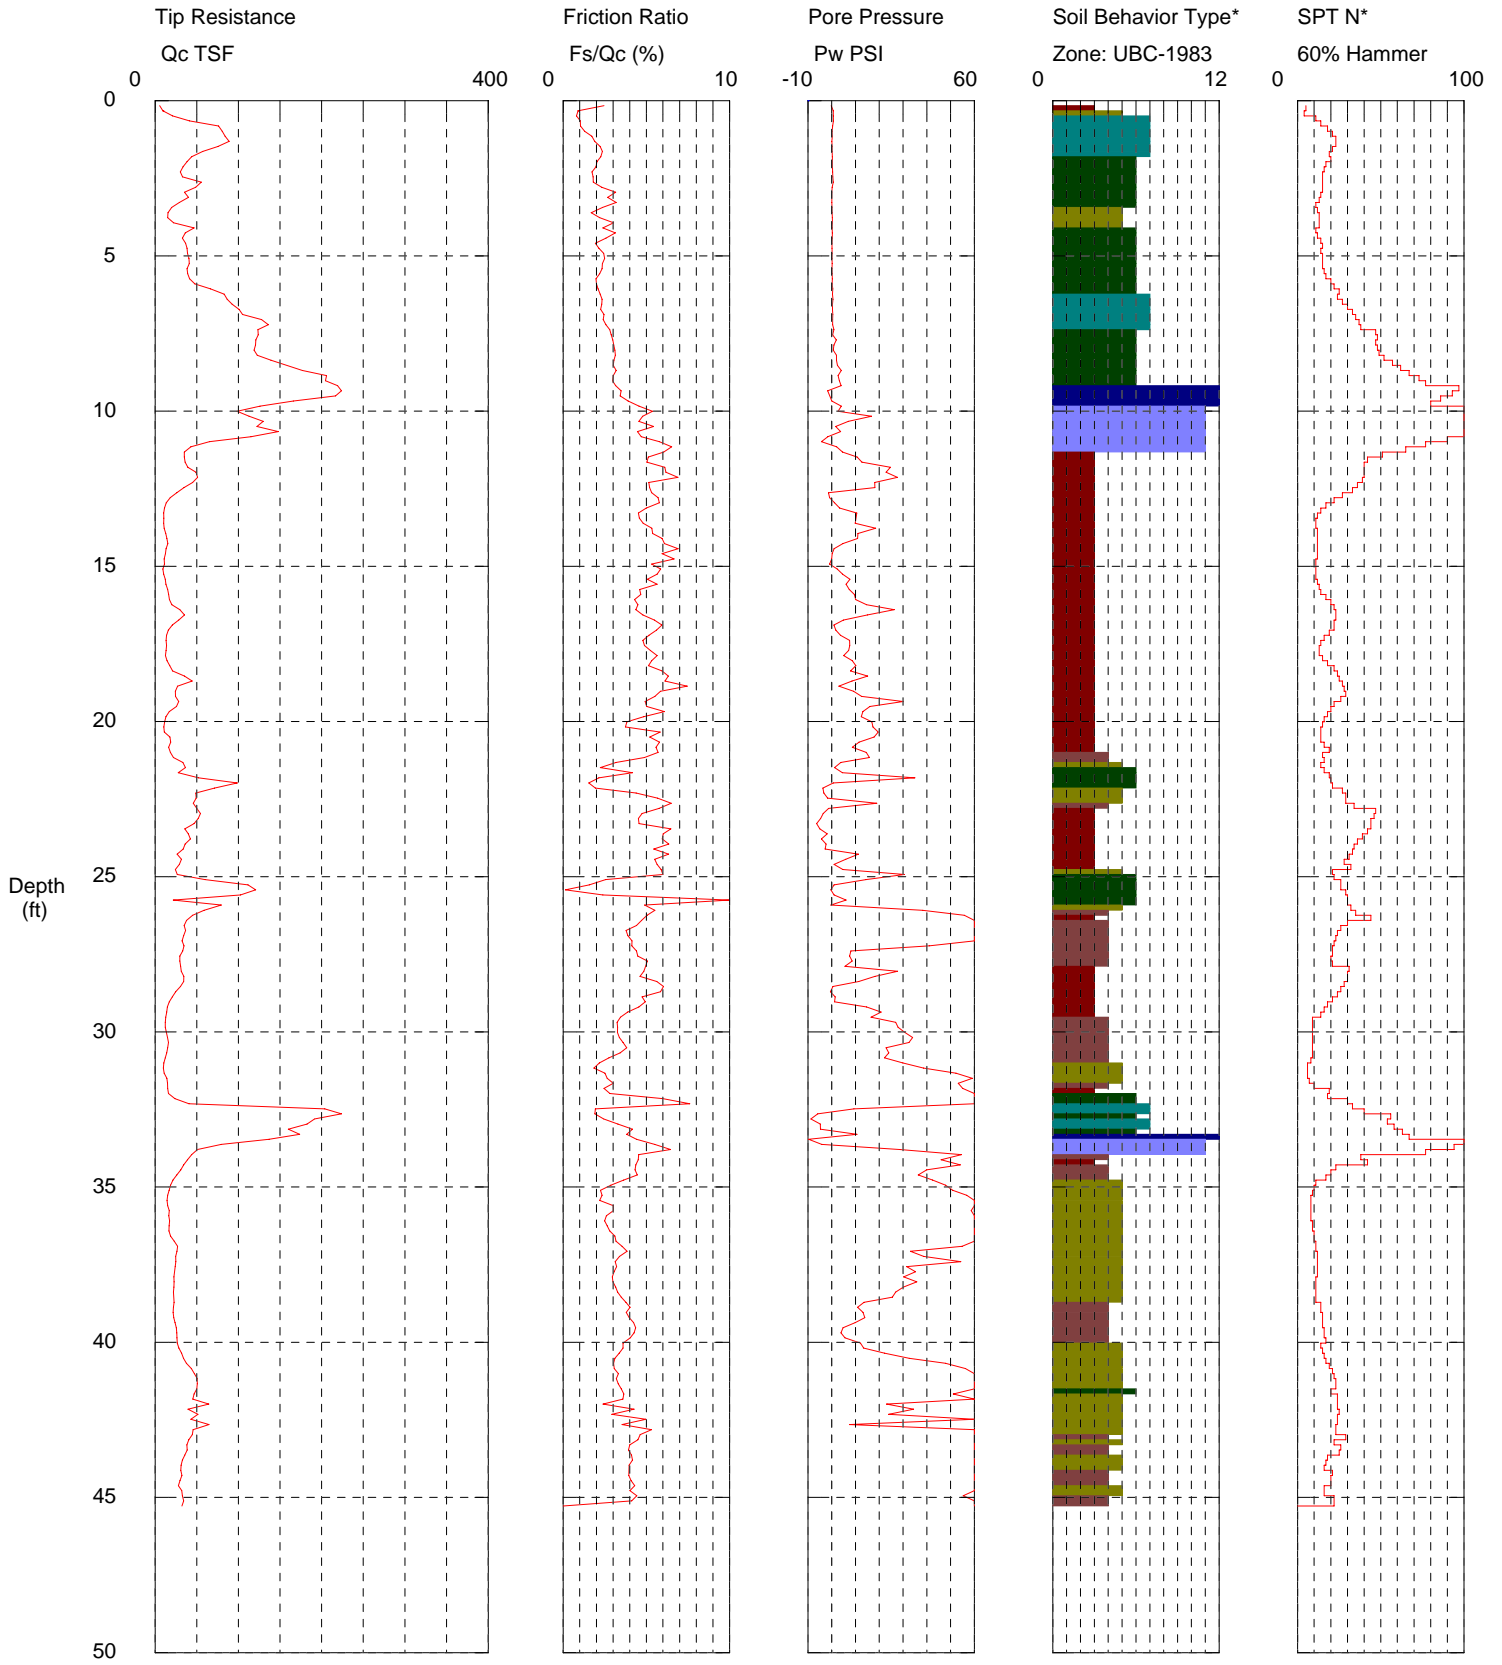 Tip Resistance
Friction Ratio
Pore Pressure
Soil Behavior Type*
SPT N*
Qc TSF
Fs/Qc (%)
Pw PSI
Zone: UBC-1983
60% Hammer
0 400
0 10
-10 60
0 12
0 100
0
5
10
15
20
25
Depth
(ft)
30
35
40
45
50